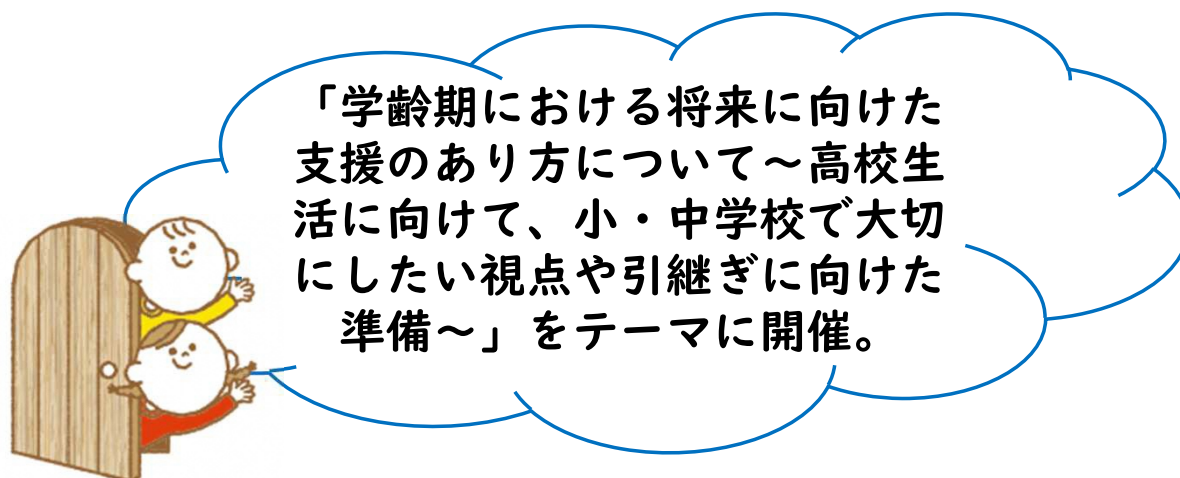 「学齢期における将来に向けた
支援のあり方について～高校生
活に向けて、小・中学校で大切
にしたい視点や引継ぎに向けた
準備～」をテーマに開催。